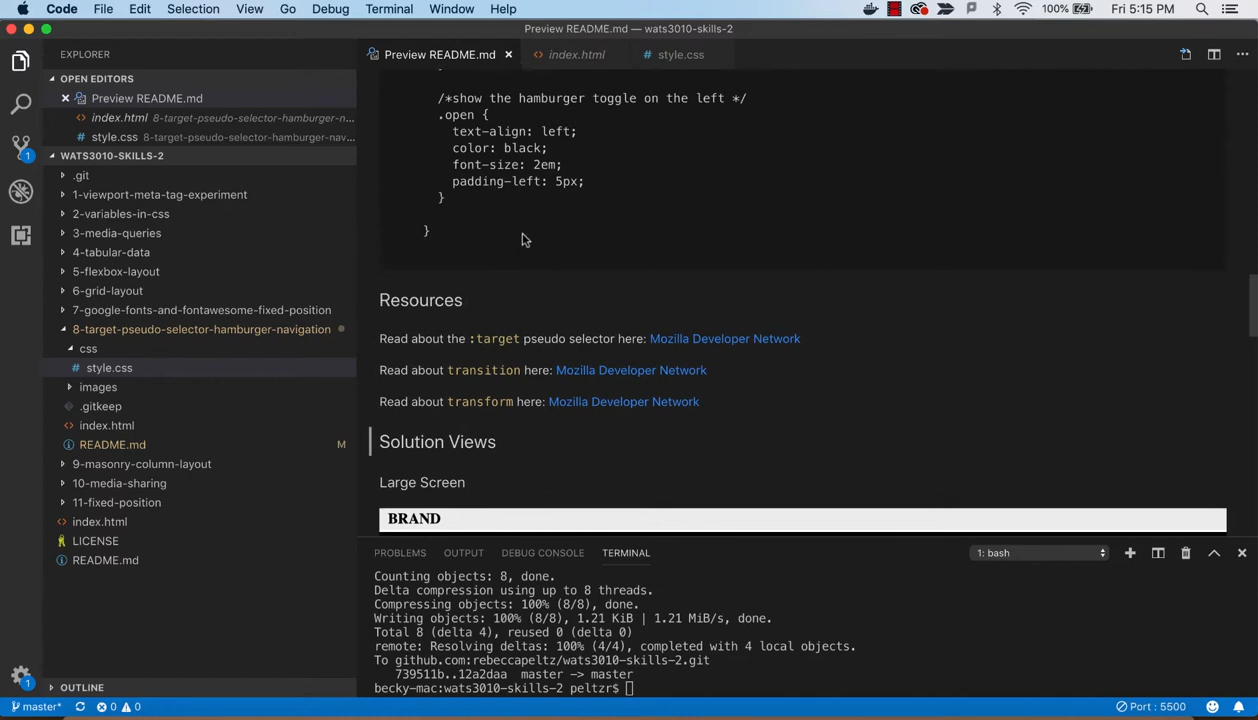 Code File Edit Selection View Go Debug Terminal Window Help 100% Fri 5:15 PM
Preview README.md — wats3010-skills-2
EXPLORER
OPEN EDITORS
Preview README.md
index.html 8-target-pseudo-selector-hamburger-n...
style.css 8-target-pseudo-selector-hamburger-nav...
WATS3010-SKILLS-2
.git
1-viewport-meta-tag-experiment
2-variables-in-css
3-media-queries
4-tabular-data
5-flexbox-layout
6-grid-layout
7-google-fonts-and-fontawesome-fixed-position
8-target-pseudo-selector-hamburger-navigation
css
style.css
images
.gitkeep
index.html
README.md M
9-masonry-column-layout
10-media-sharing
11-fixed-position
index.html
LICENSE
README.md
OUTLINE
Preview README.md index.html style.css
}
/*show the hamburger toggle on the left */
.open {
text-align: left;
color: black;
font-size: 2em;
padding-left: 5px;
}
}
Resources
Read about the :target pseudo selector here: Mozilla Developer Network
Read about transition here: Mozilla Developer Network
Read about transform here: Mozilla Developer Network
Solution Views
Large Screen
BRAND
PROBLEMS OUTPUT DEBUG CONSOLE TERMINAL 1: bash
Counting objects: 8, done.
Delta compression using up to 8 threads.
Compressing objects: 100% (8/8), done.
Writing objects: 100% (8/8), 1.21 KiB | 1.21 MiB/s, done.
Total 8 (delta 4), reused 0 (delta 0)
remote: Resolving deltas: 100% (4/4), completed with 4 local objects.
To github.com:rebeccapeltz/wats3010-skills-2.git
739511b..12a2daa master -> master
becky-mac:wats3010-skills-2 peltzr$
1
1
master* 0 0 Port : 5500